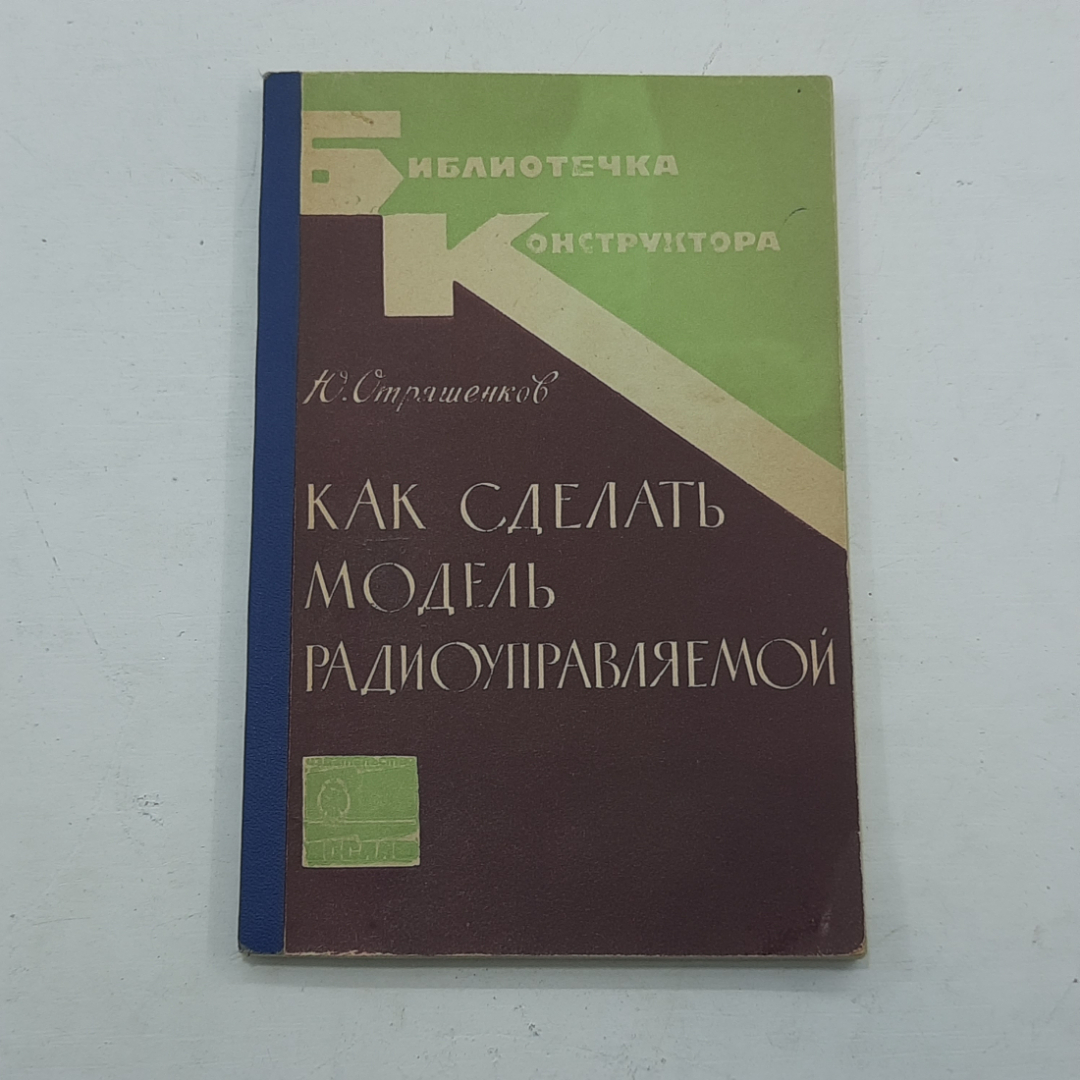 Библиотечка
Конструктора
Ю. Отряшенков
КАК СДЕЛАТЬ
МОДЕЛЬ
РАДИОУПРАВЛЯЕМОЙ